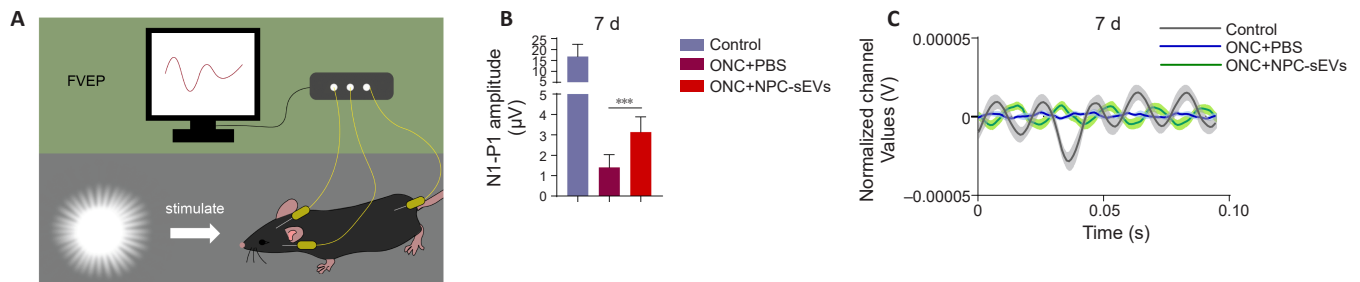 A
FVEP
stimulate
B
7 d
N1-P1 amplitude
(μV)
25
20
15
10
5
4
3
2
1
0
***
Control
ONC+PBS
ONC+NPC-sEVs
C
7 d
Normalized channel
Values (V)
0.00005
0
–0.00005
0
0.05
0.10
Time (s)
Control
ONC+PBS
ONC+NPC-sEVs